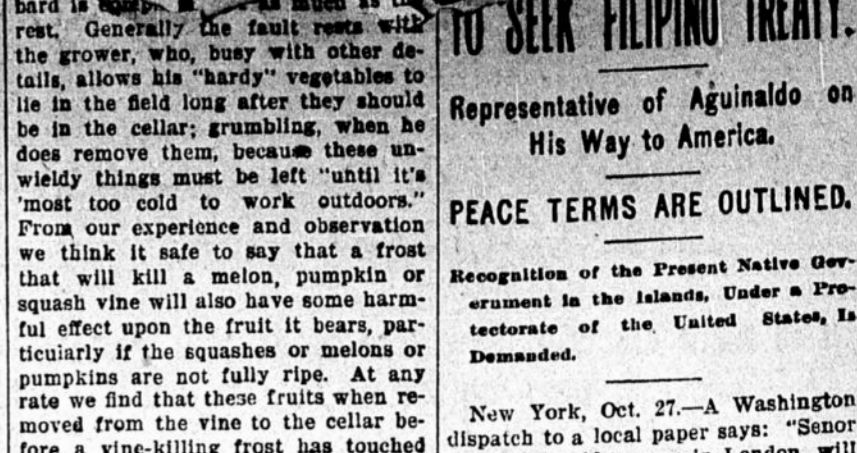 rest. Generally the fault rests with
the grower, who, busy with other de-
tails, allows his "hardy" vegetables to
lie in the field long after they should
be in the cellar; grumbling, when he
does remove them, because these un-
wieldy things must be left "until it's
'most too cold to work outdoors."
From our experience and observation
we think it safe to say that a frost
that will kill a melon, pumpkin or
squash vine will also have some harm-
ful effect upon the fruit it bears, par-
ticularly if the squashes or melons or
pumpkins are not fully ripe. At any
rate we find that these fruits when re-
moved from the vine to the cellar be-
fore a vine-killing frost has touched
TO SEEK FILIPINO TREATY.
Representative of Aguinaldo on
His Way to America.
PEACE TERMS ARE OUTLINED.
Recognition of the Present Native Gov-
ernment in the Islands, Under a Pro-
tectorate of the United States, Is
Demanded.
New York, Oct. 27.—A Washington
dispatch to a local paper says: "Senor
in London, will